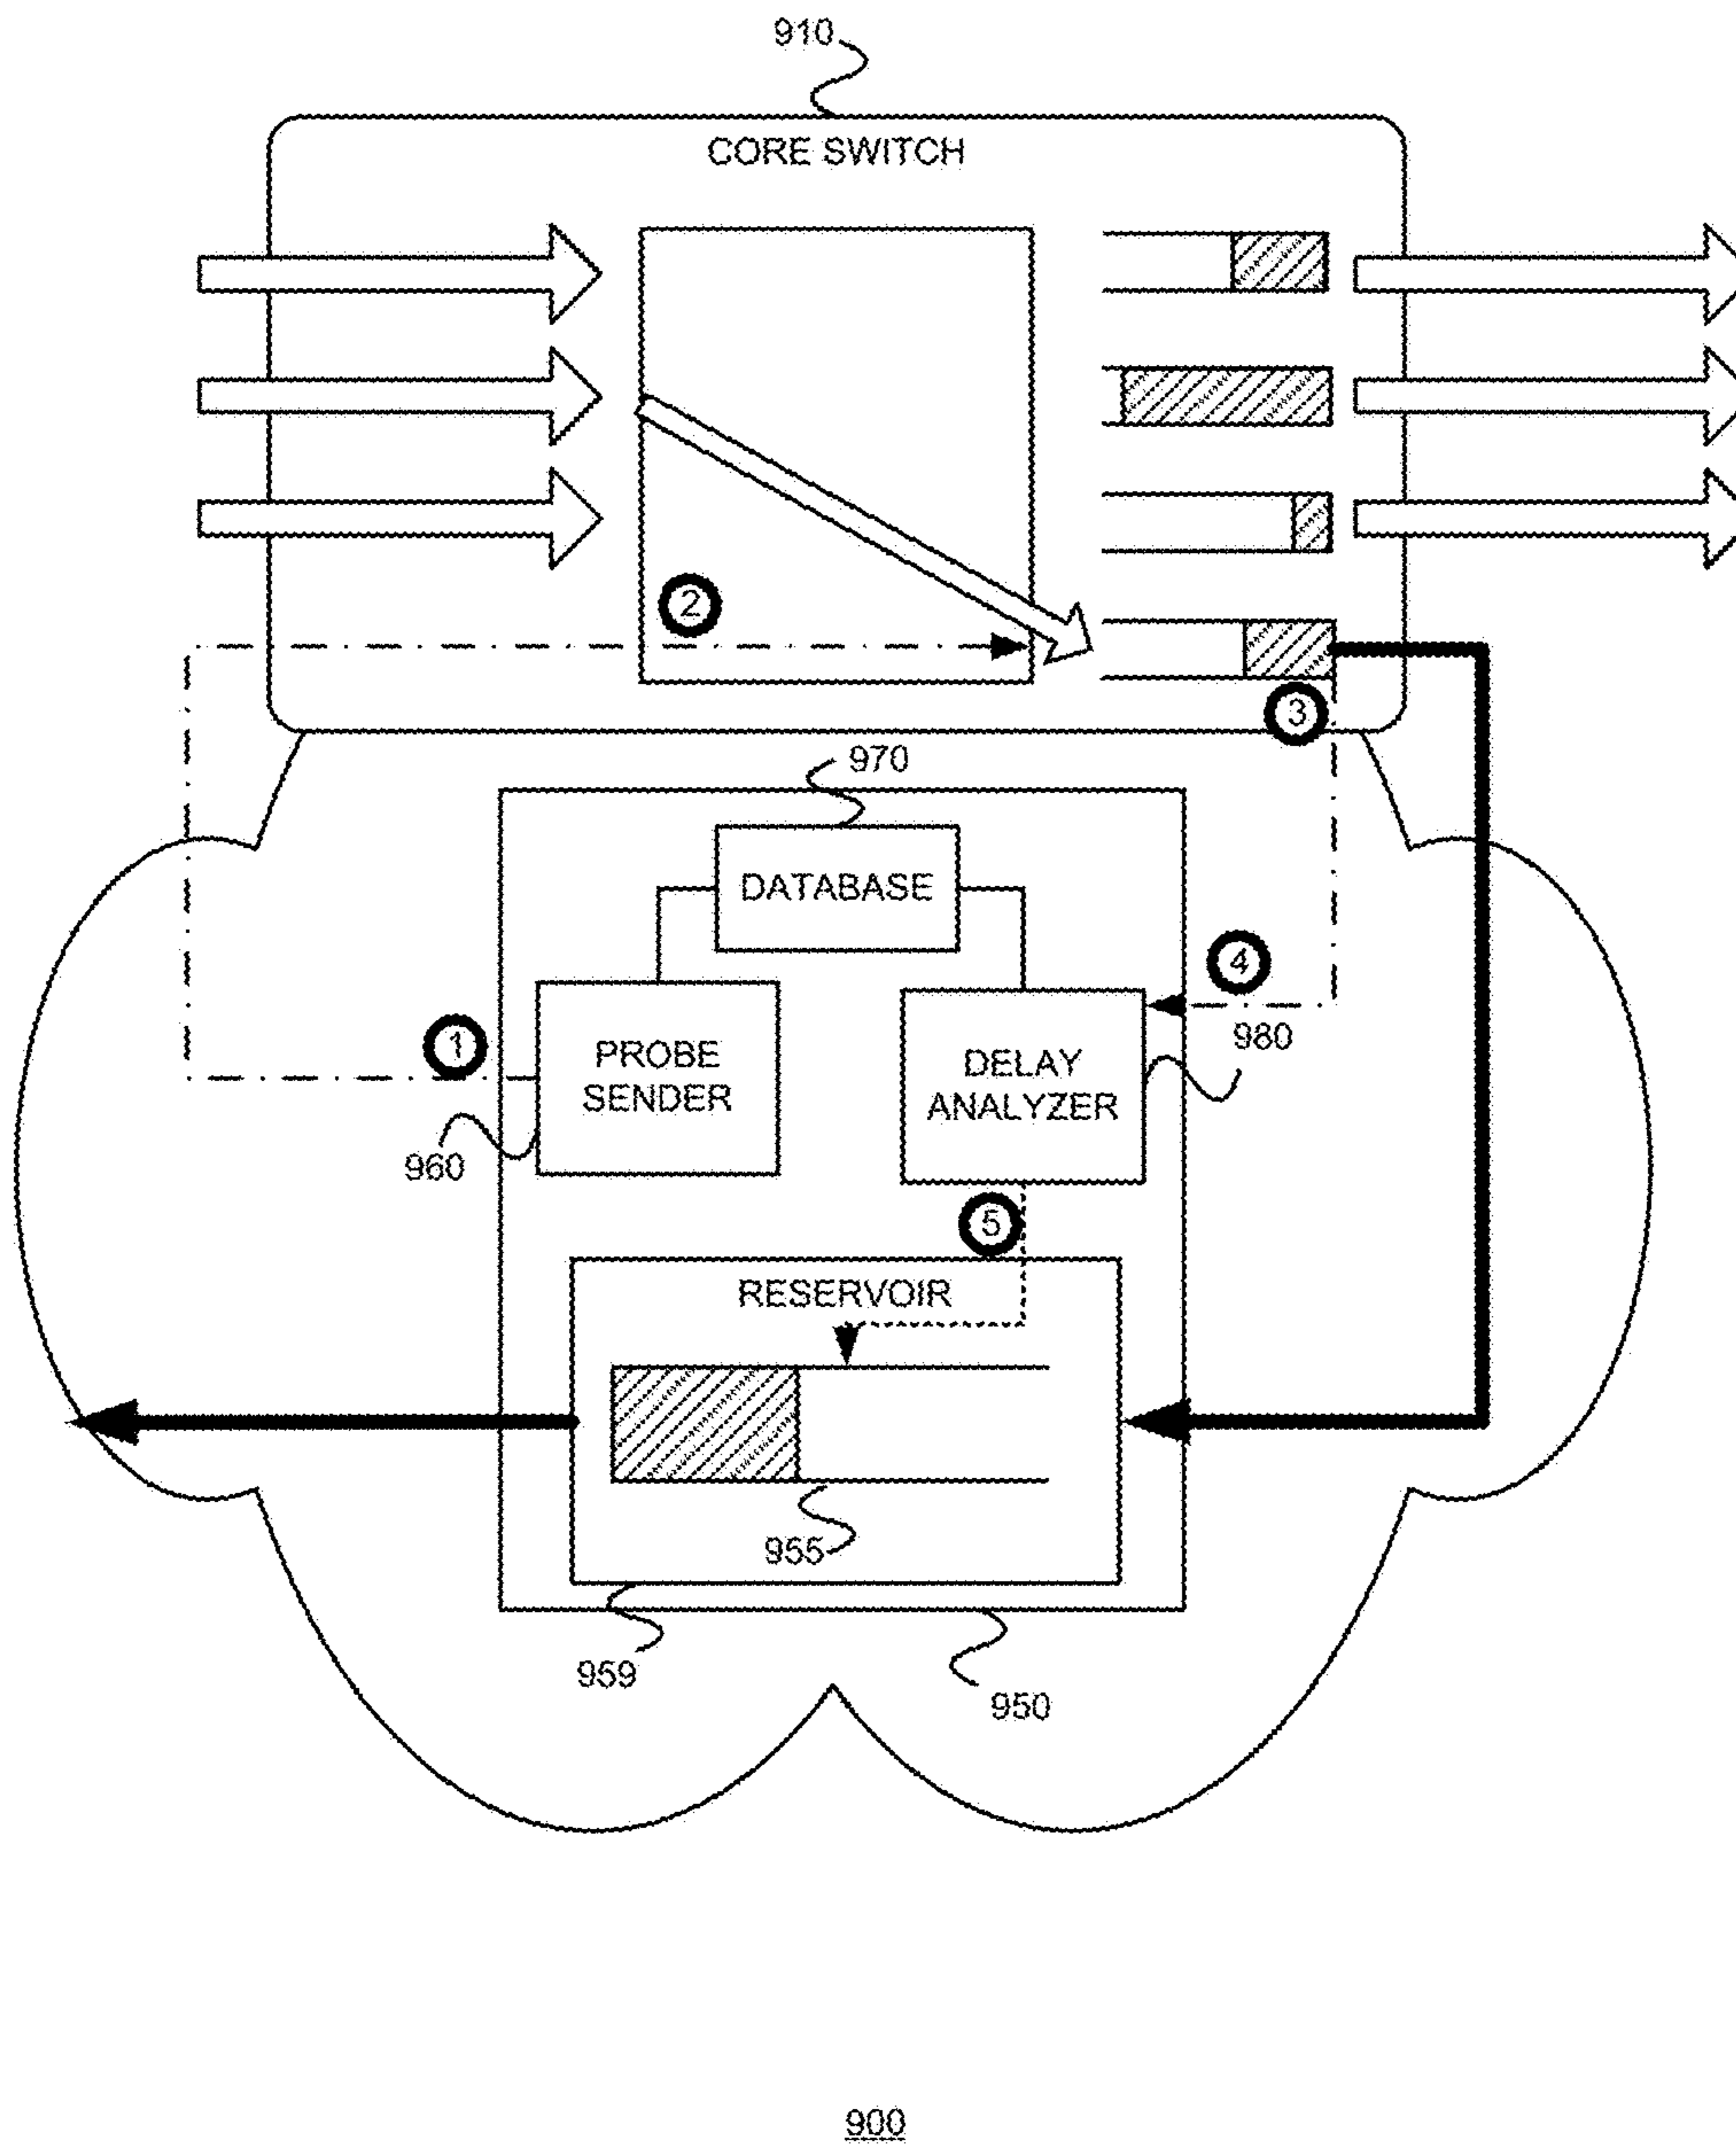 910
CORE SWITCH
2
3
970
DATABASE
4
980
1
PROBE
SENDER
DELAY
ANALYZER
960
5
RESERVOIR
955
959
950
900